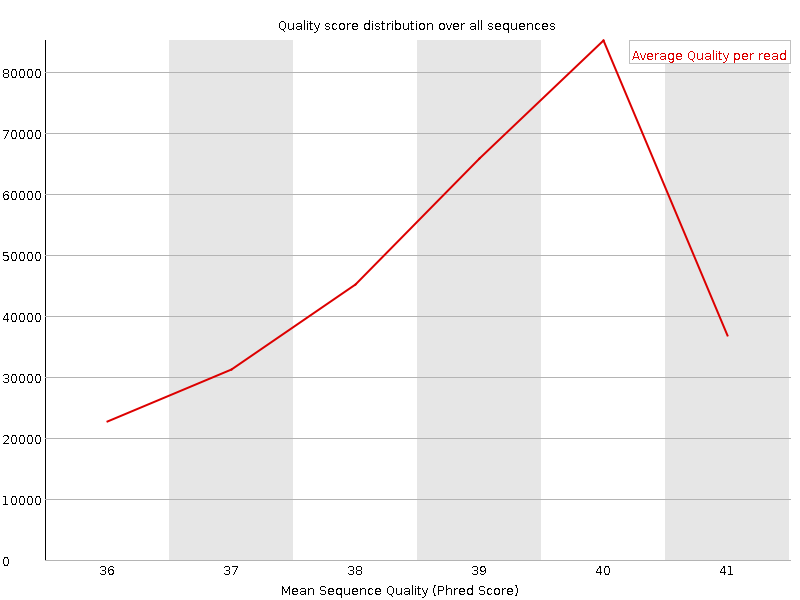 Quality score distribution over all sequences
Average Quality per read
80000
70000
60000
50000
40000
30000
20000
10000
0
36 37 38 39 40 41
Mean Sequence Quality (Phred Score)